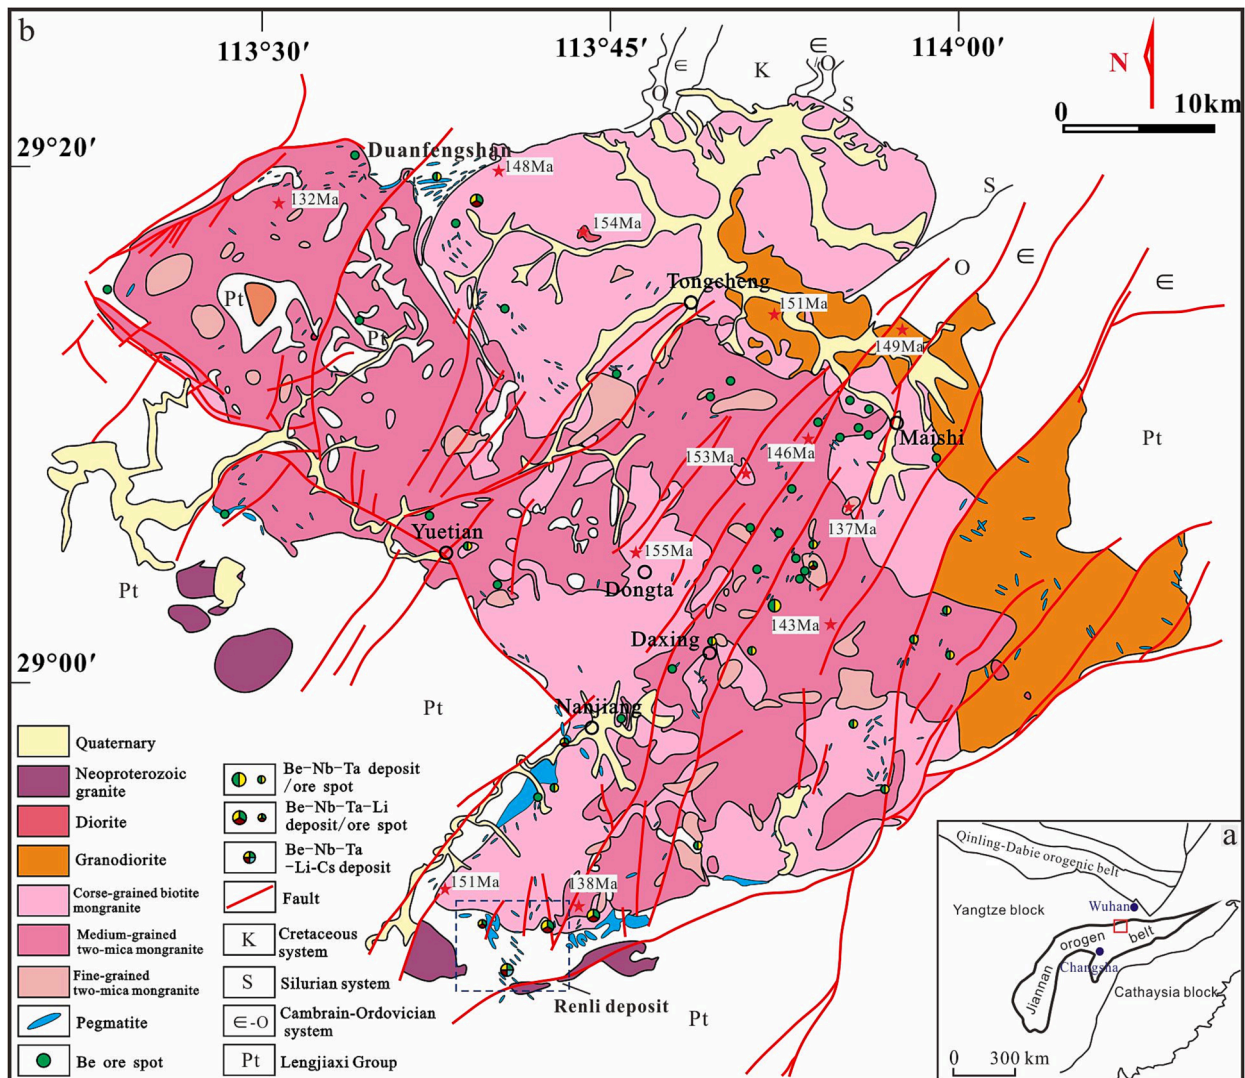 b
113°30′
113°45′
114°00′
N
0
10km
∈
O
K
∈
O
S
29°20′
Duanfengshan
148Ma
132Ma
154Ma
S
O
∈
∈
Tongcheng
Pt
Pt
151Ma
149Ma
Maishi
Pt
153Ma
146Ma
137Ma
Yuetian
155Ma
Dongta
Pt
143Ma
Daxing
29°00′
Pt
Nanjiang
151Ma
138Ma
Renli deposit
Pt
Quaternary
Neoproterozoic
granite
Diorite
Granodiorite
Corse-grained biotite
mongranite
Medium-grained
two-mica mongranite
Fine-grained
two-mica mongranite
Pegmatite
Be ore spot
Be-Nb-Ta deposit
/ore spot
Be-Nb-Ta-Li
deposit/ore spot
Be-Nb-Ta
-Li-Cs deposit
Fault
K
Cretaceous
system
S
Silurian system
∈-O
Cambrain-Ordovician
system
Pt
Lengjiaxi Group
a
Qinling-Dabie orogenic belt
Yangtze block
Wuhan
Jiannan orogen belt
Changsha
Cathaysia block
0
300 km